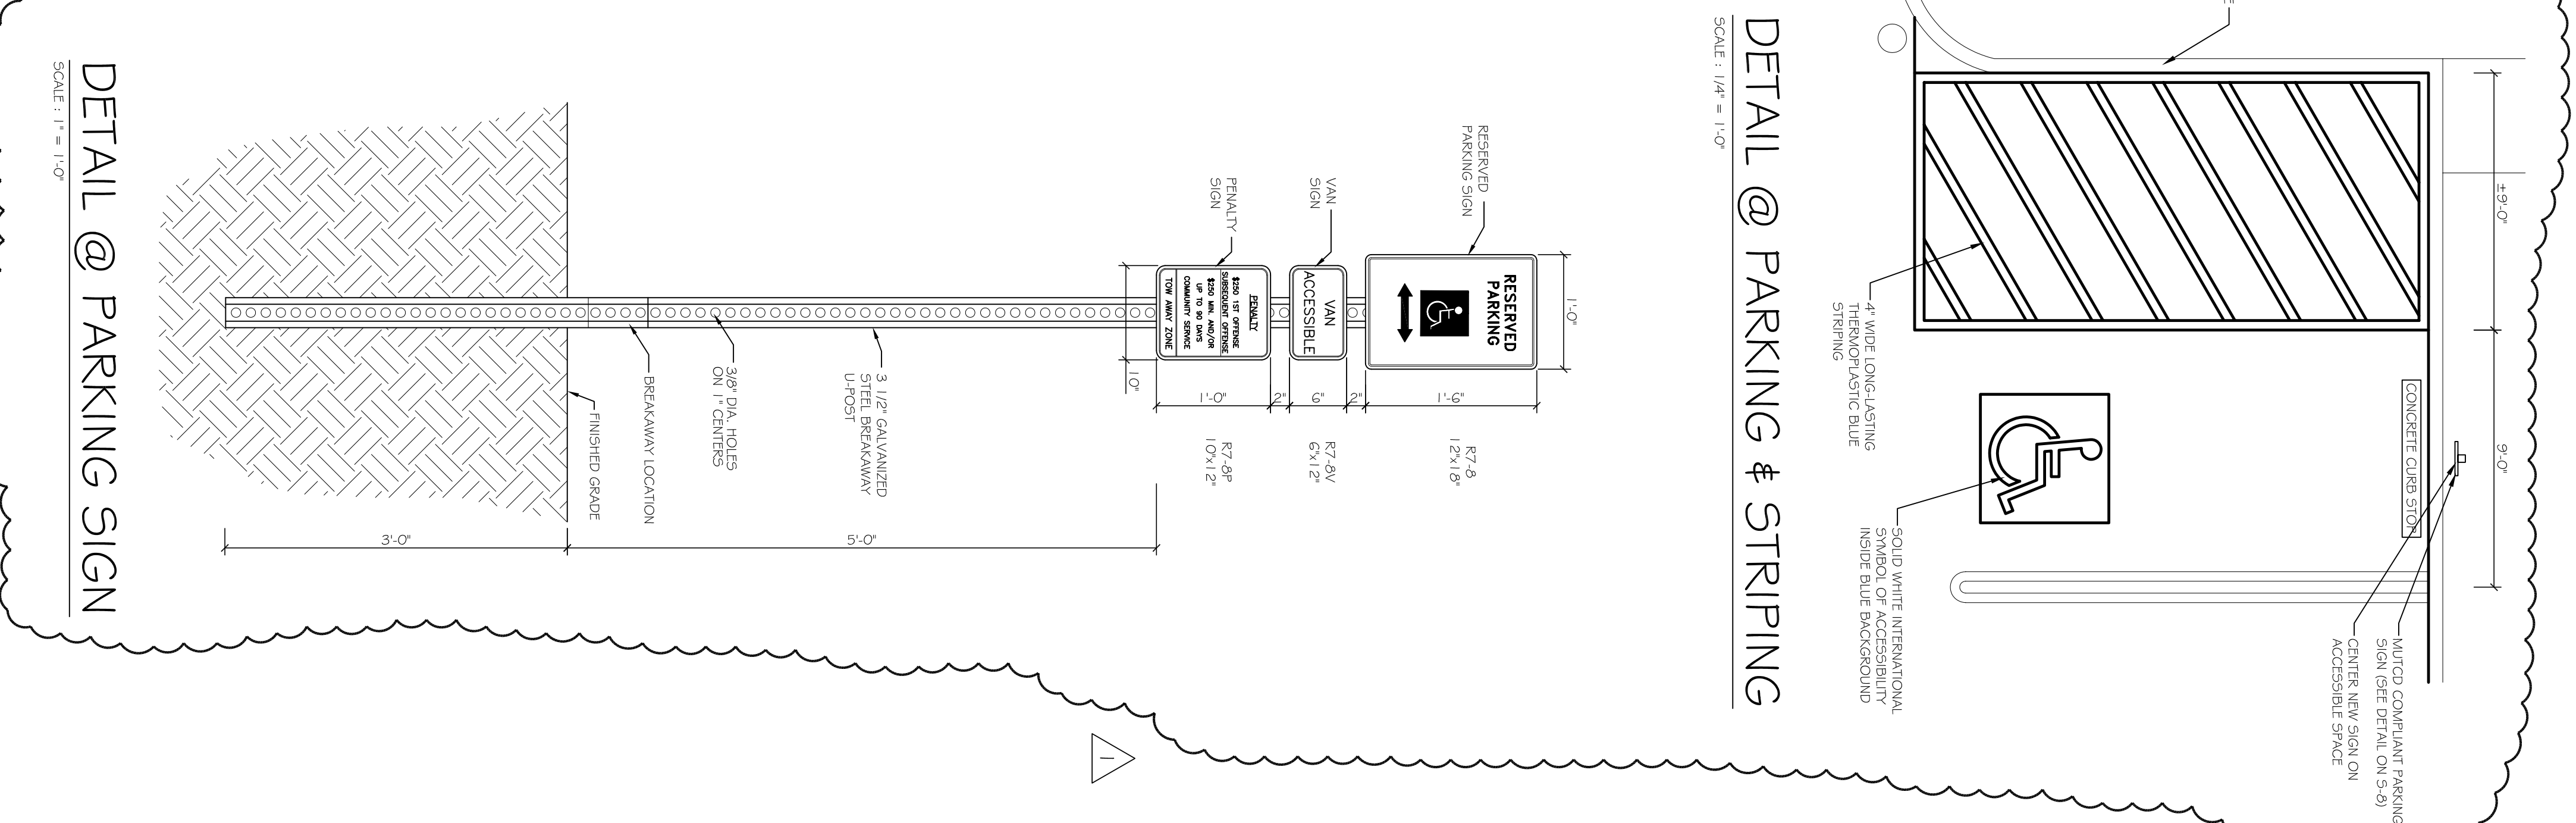 ±9'-0"
9'-0"
CONCRETE CURB STOP
MUTCD COMPLIANT PARKING
SIGN (SEE DETAIL ON S-8)
CENTER NEW SIGN ON
ACCESSIBLE SPACE
4" WIDE LONG-LASTING
THERMOPLASTIC BLUE
STRIPING
SOLID WHITE INTERNATIONAL
SYMBOL OF ACCESSIBILITY
INSIDE BLUE BACKGROUND
DETAIL @ PARKING & STRIPING
SCALE : 1/4" = 1'-0"
1'-0"
RESERVED
PARKING SIGN
RESERVED
PARKING
1'-6"
R7-8
12"x18"
2"
VAN
SIGN
VAN
ACCESSIBLE
6"
R7-8V
6"x12"
2"
PENALTY
SIGN
PENALTY
$250 1ST OFFENSE
SUBSEQUENT OFFENSE
$250 MIN. AND/OR
UP TO 90 DAYS
COMMUNITY SERVICE
TOW AWAY ZONE
1'-0"
R7-8P
10"x12"
10"
3 1/2" GALVANIZED
STEEL BREAKAWAY
U-POST
5'-0"
3/8" DIA. HOLES
ON 1" CENTERS
BREAKAWAY LOCATION
FINISHED GRADE
3'-0"
DETAIL @ PARKING SIGN
SCALE : 1" = 1'-0"
1